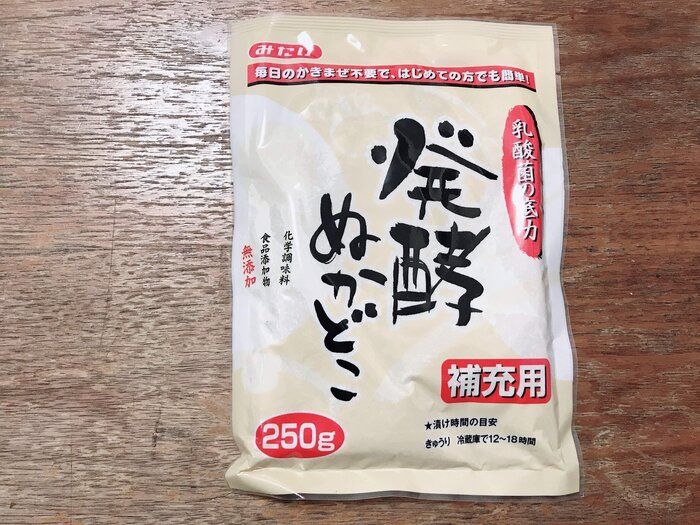 みたけ
毎日のかきまぜ不要で、はじめての方でも簡単!
乳酸菌の底力
発酵
ぬかどこ
化学調味料
食品添加物
無添加
補充用
250g
★漬け時間の目安
きゅうり 冷蔵庫で12〜18時間